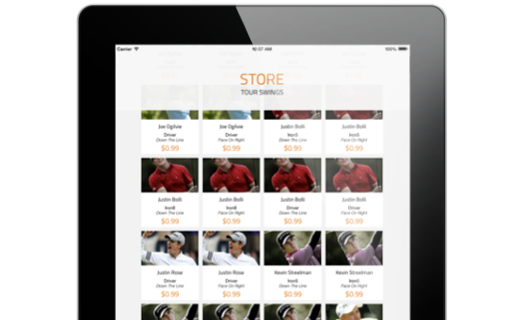 Carrier
10:07 AM
100%
STORE
TOUR SWINGS
Joe Ogilvie
Driver
Down The Line
$0.99
Joe Ogilvie
Driver
Face On Right
$0.99
Justin Bolli
Iron8
Down The Line
$0.99
Justin Bolli
Iron8
Face On Right
$0.99
Justin Bolli
Iron8
Down The Line
$0.99
Justin Bolli
Iron8
Face On Right
$0.99
Justin Bolli
Driver
Down The Line
$0.99
Justin Bolli
Driver
Face On Right
$0.99
Justin Rose
Driver
Down The Line
$0.99
Justin Rose
Driver
Face On Right
$0.99
Kevin Streelman
Down The Line
$0.99
Kevin Streelman
Face On Right
$0.99